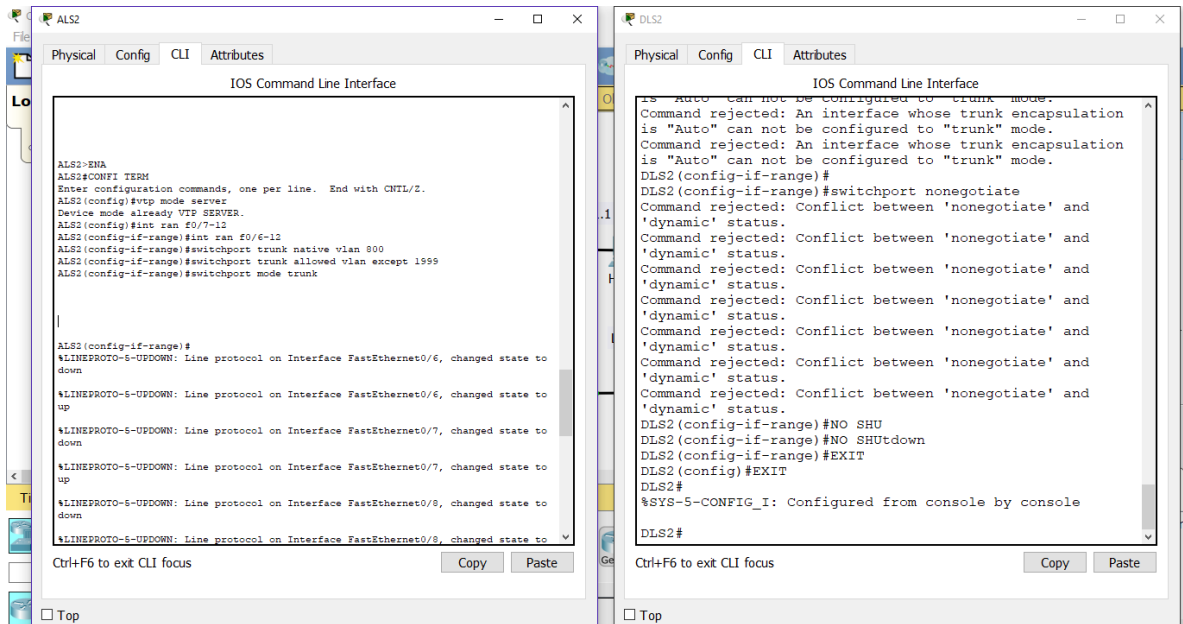 ALS2
Physical Config CLI Attributes
IOS Command Line Interface
ALS2>ENA
ALS2#CONFI TERM
Enter configuration commands, one per line. End with CNTL/Z.
ALS2(config)#vtp mode server
Device mode already VTP SERVER.
ALS2(config)#int ran f0/7-12
ALS2(config-if-range)#int ran f0/6-12
ALS2(config-if-range)#switchport trunk native vlan 800
ALS2(config-if-range)#switchport trunk allowed vlan except 1999
ALS2(config-if-range)#switchport mode trunk
ALS2(config-if-range)#
%LINEPROTO-5-UPDOWN: Line protocol on Interface FastEthernet0/6, changed state to
down
%LINEPROTO-5-UPDOWN: Line protocol on Interface FastEthernet0/6, changed state to
up
%LINEPROTO-5-UPDOWN: Line protocol on Interface FastEthernet0/7, changed state to
down
%LINEPROTO-5-UPDOWN: Line protocol on Interface FastEthernet0/7, changed state to
up
%LINEPROTO-5-UPDOWN: Line protocol on Interface FastEthernet0/8, changed state to
down
%LINEPROTO-5-UPDOWN: Line protocol on Interface FastEthernet0/8, changed state to
Ctrl+F6 to exit CLI focus
Copy Paste
Top
DLS2
Physical Config CLI Attributes
IOS Command Line Interface
is "Auto" can not be configured to "trunk" mode.
Command rejected: An interface whose trunk encapsulation
is "Auto" can not be configured to "trunk" mode.
Command rejected: An interface whose trunk encapsulation
is "Auto" can not be configured to "trunk" mode.
DLS2(config-if-range)#
DLS2(config-if-range)#switchport nonegotiate
Command rejected: Conflict between 'nonegotiate' and
'dynamic' status.
Command rejected: Conflict between 'nonegotiate' and
'dynamic' status.
Command rejected: Conflict between 'nonegotiate' and
'dynamic' status.
Command rejected: Conflict between 'nonegotiate' and
'dynamic' status.
Command rejected: Conflict between 'nonegotiate' and
'dynamic' status.
Command rejected: Conflict between 'nonegotiate' and
'dynamic' status.
Command rejected: Conflict between 'nonegotiate' and
'dynamic' status.
DLS2(config-if-range)#NO SHU
DLS2(config-if-range)#NO SHUtdown
DLS2(config-if-range)#EXIT
DLS2(config)#EXIT
DLS2#
%SYS-5-CONFIG_I: Configured from console by console
DLS2#
Ctrl+F6 to exit CLI focus
Copy Paste
Top
File
Lo
Ti
.1
Ge